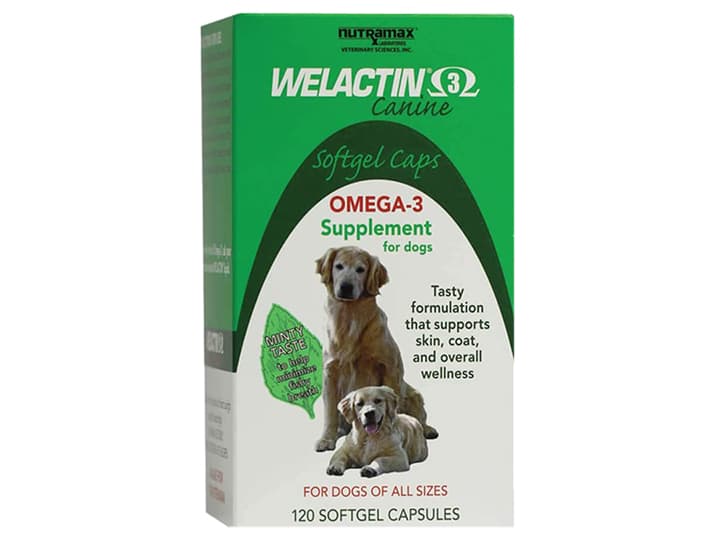 nutramax
LABORATORIES
VETERINARY SCIENCES, INC.
WELACTIN® Ω3
Canine
Softgel Caps
OMEGA-3
Supplement
for dogs
Tasty
formulation
that supports
skin, coat,
and overall
wellness
MINTY
TASTE
to help
minimize
fishy
breath!
FOR DOGS OF ALL SIZES
120 SOFTGEL CAPSULES